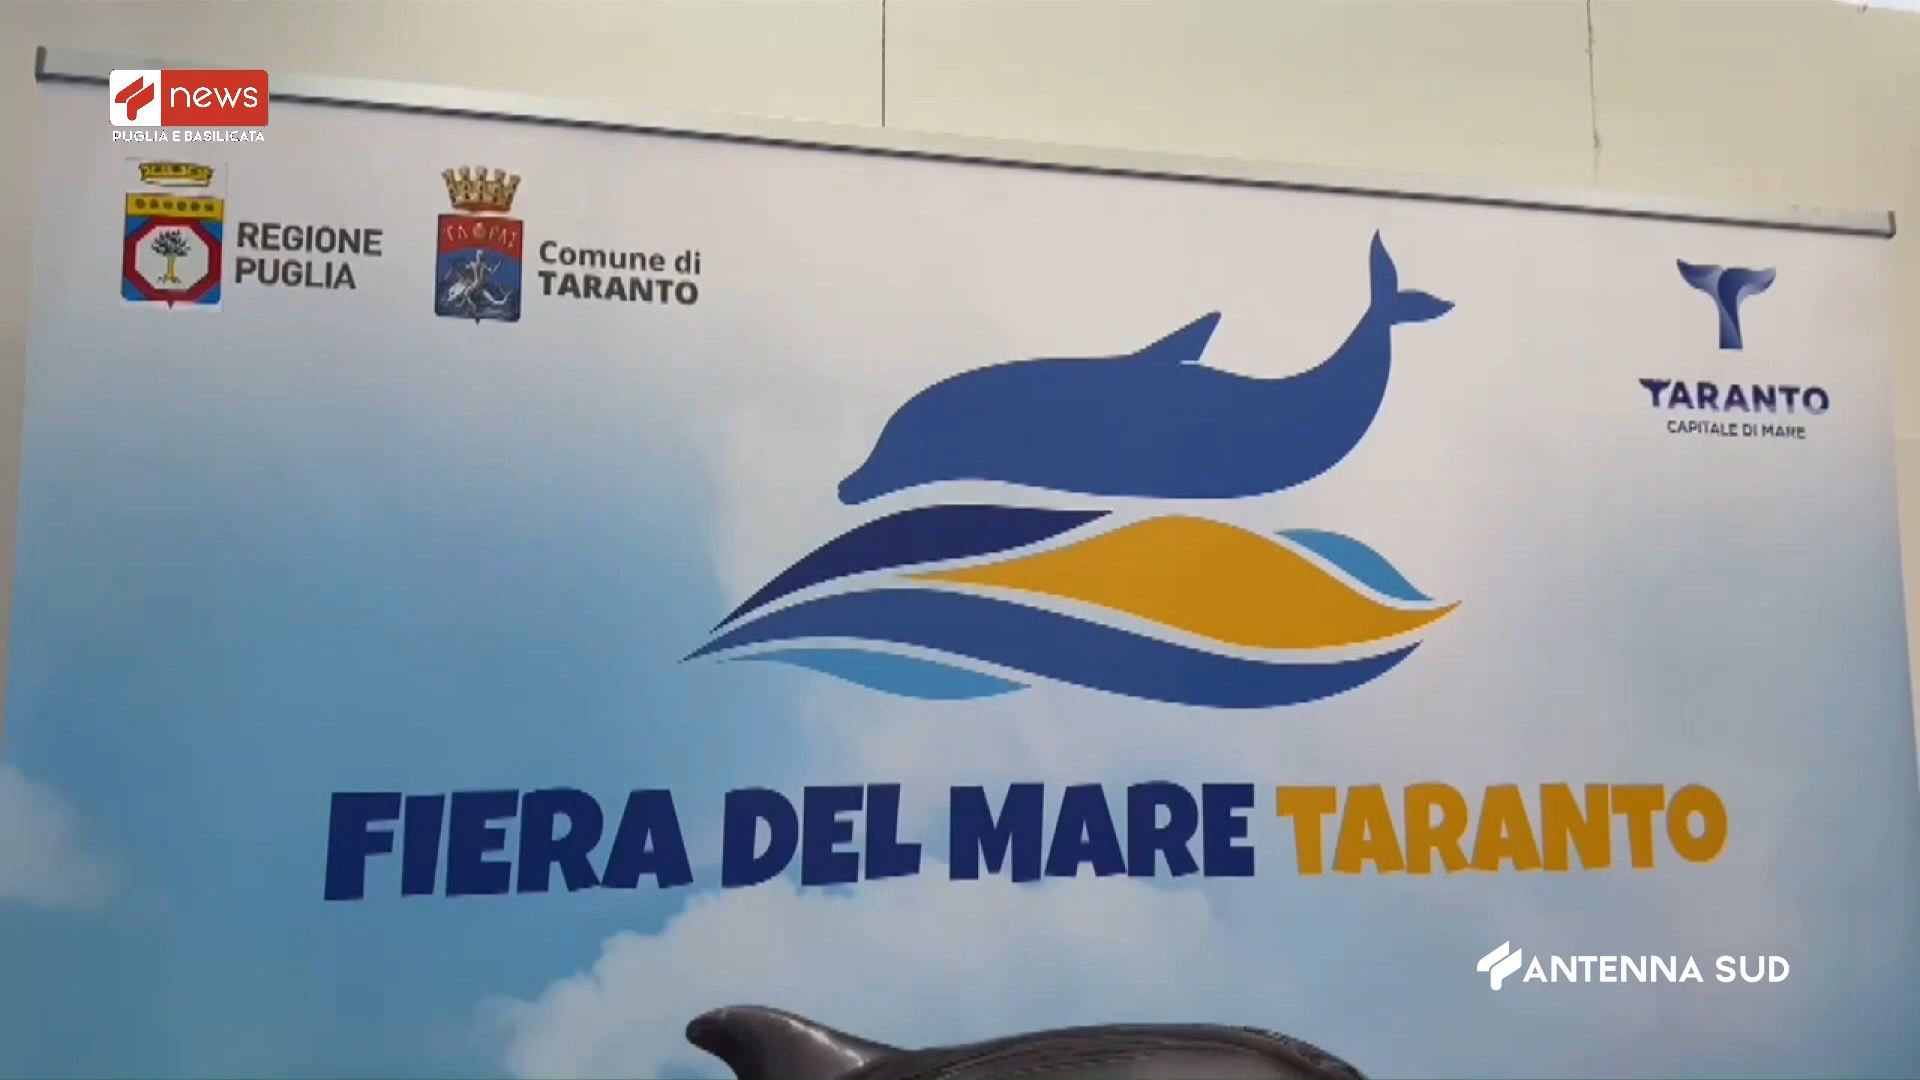 news
PUGLIA E BASILICATA
REGIONE
PUGLIA
Comune di
TARANTO
TARANTO
CAPITALE DI MARE
FIERA DEL MARE TARANTO
ANTENNA SUD